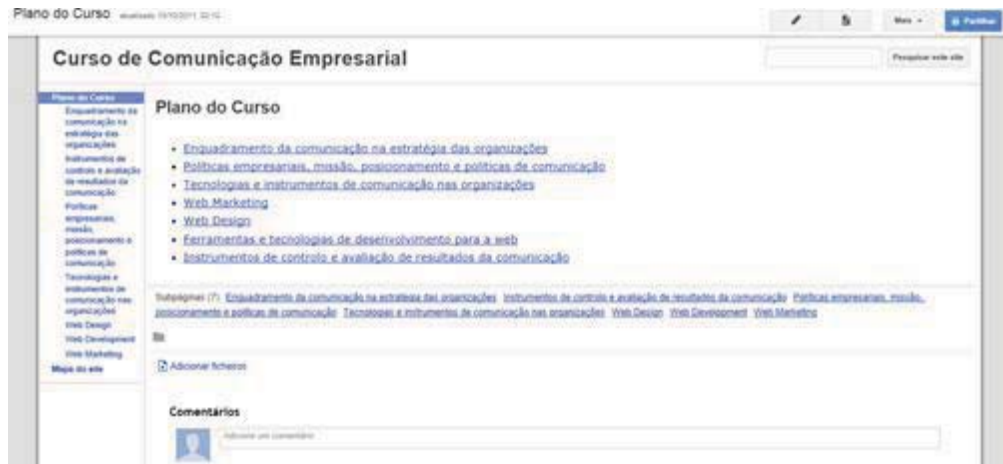 Plano do Curso atualizado 10/10/2011, 02:10
Mais
Partilhar
Curso de Comunicação Empresarial
Pesquisar este site
Plano do Curso
Enquadramento da
comunicação na
estratégia das
organizações
Instrumentos de
controlo e avaliação
de resultados da
comunicação
Políticas
empresariais,
missão,
posicionamento e
políticas de
comunicação
Tecnologias e
instrumentos de
comunicação nas
organizações
Web Design
Web Development
Web Marketing
Mapa do site
Plano do Curso
Enquadramento da comunicação na estratégia das organizações
Políticas empresariais, missão, posicionamento e políticas de comunicação
Tecnologias e instrumentos de comunicação nas organizações
Web Marketing
Web Design
Ferramentas e tecnologias de desenvolvimento para a web
Instrumentos de controlo e avaliação de resultados da comunicação
Subpáginas (7): Enquadramento da comunicação na estratégia das organizações Instrumentos de controlo e avaliação de resultados da comunicação Políticas empresariais, missão,
posicionamento e políticas de comunicação Tecnologias e instrumentos de comunicação nas organizações Web Design Web Development Web Marketing
Adicionar ficheiros
Comentários
Adicione um comentário